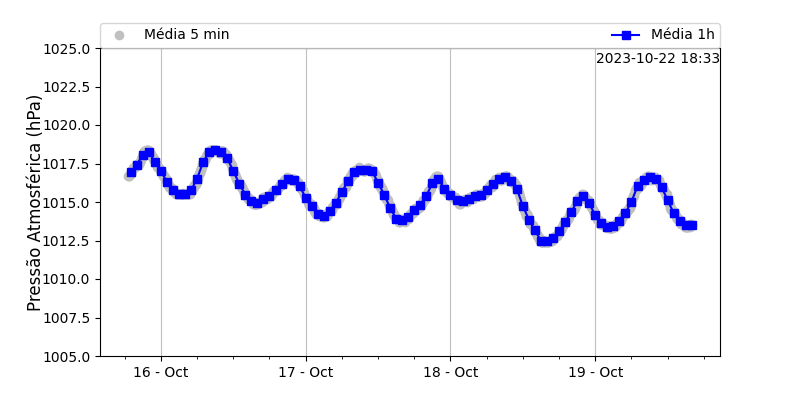 Média 5 min
Média 1h
2023-10-22 18:33
Pressão Atmosférica (hPa)
1025.0
1022.5
1020.0
1017.5
1015.0
1012.5
1010.0
1007.5
1005.0
16 - Oct
17 - Oct
18 - Oct
19 - Oct